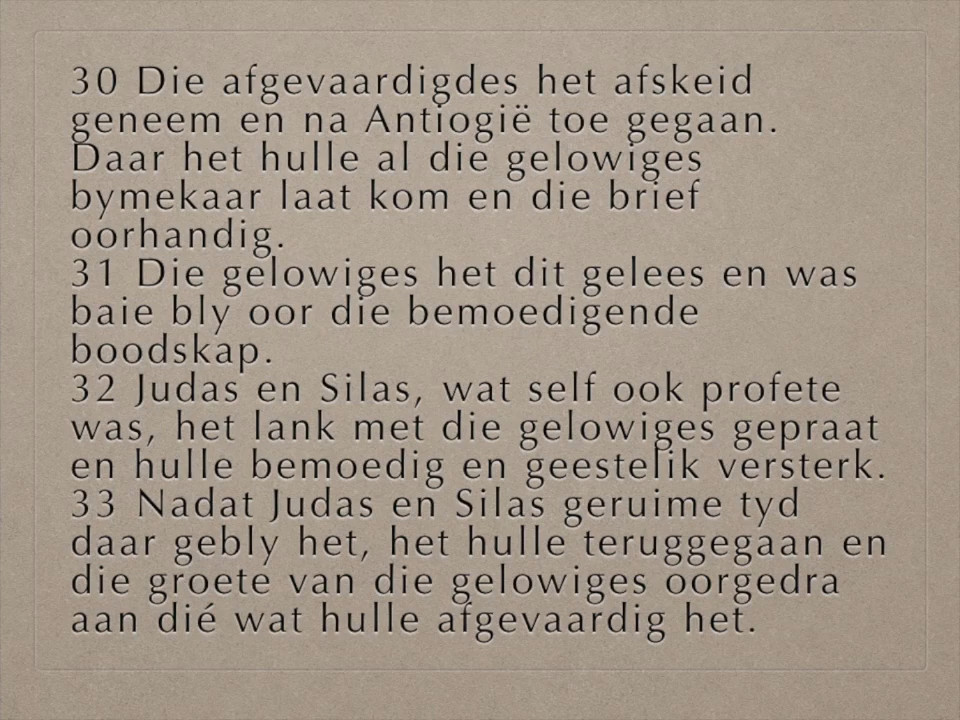 30 Die afgevaardigdes het afskeid
geneem en na Antiogië toe gegaan.
Daar het hulle al die gelowiges
bymekaar laat kom en die brief
oorhandig.
31 Die gelowiges het dit gelees en was
baie bly oor die bemoedigende
boodskap.
32 Judas en Silas, wat self ook profete
was, het lank met die gelowiges gepraat
en hulle bemoedig en geestelik versterk.
33 Nadat Judas en Silas geruime tyd
daar gebly het, het hulle teruggegaan en
die groete van die gelowiges oorgedra
aan dié wat hulle afgevaardig het.